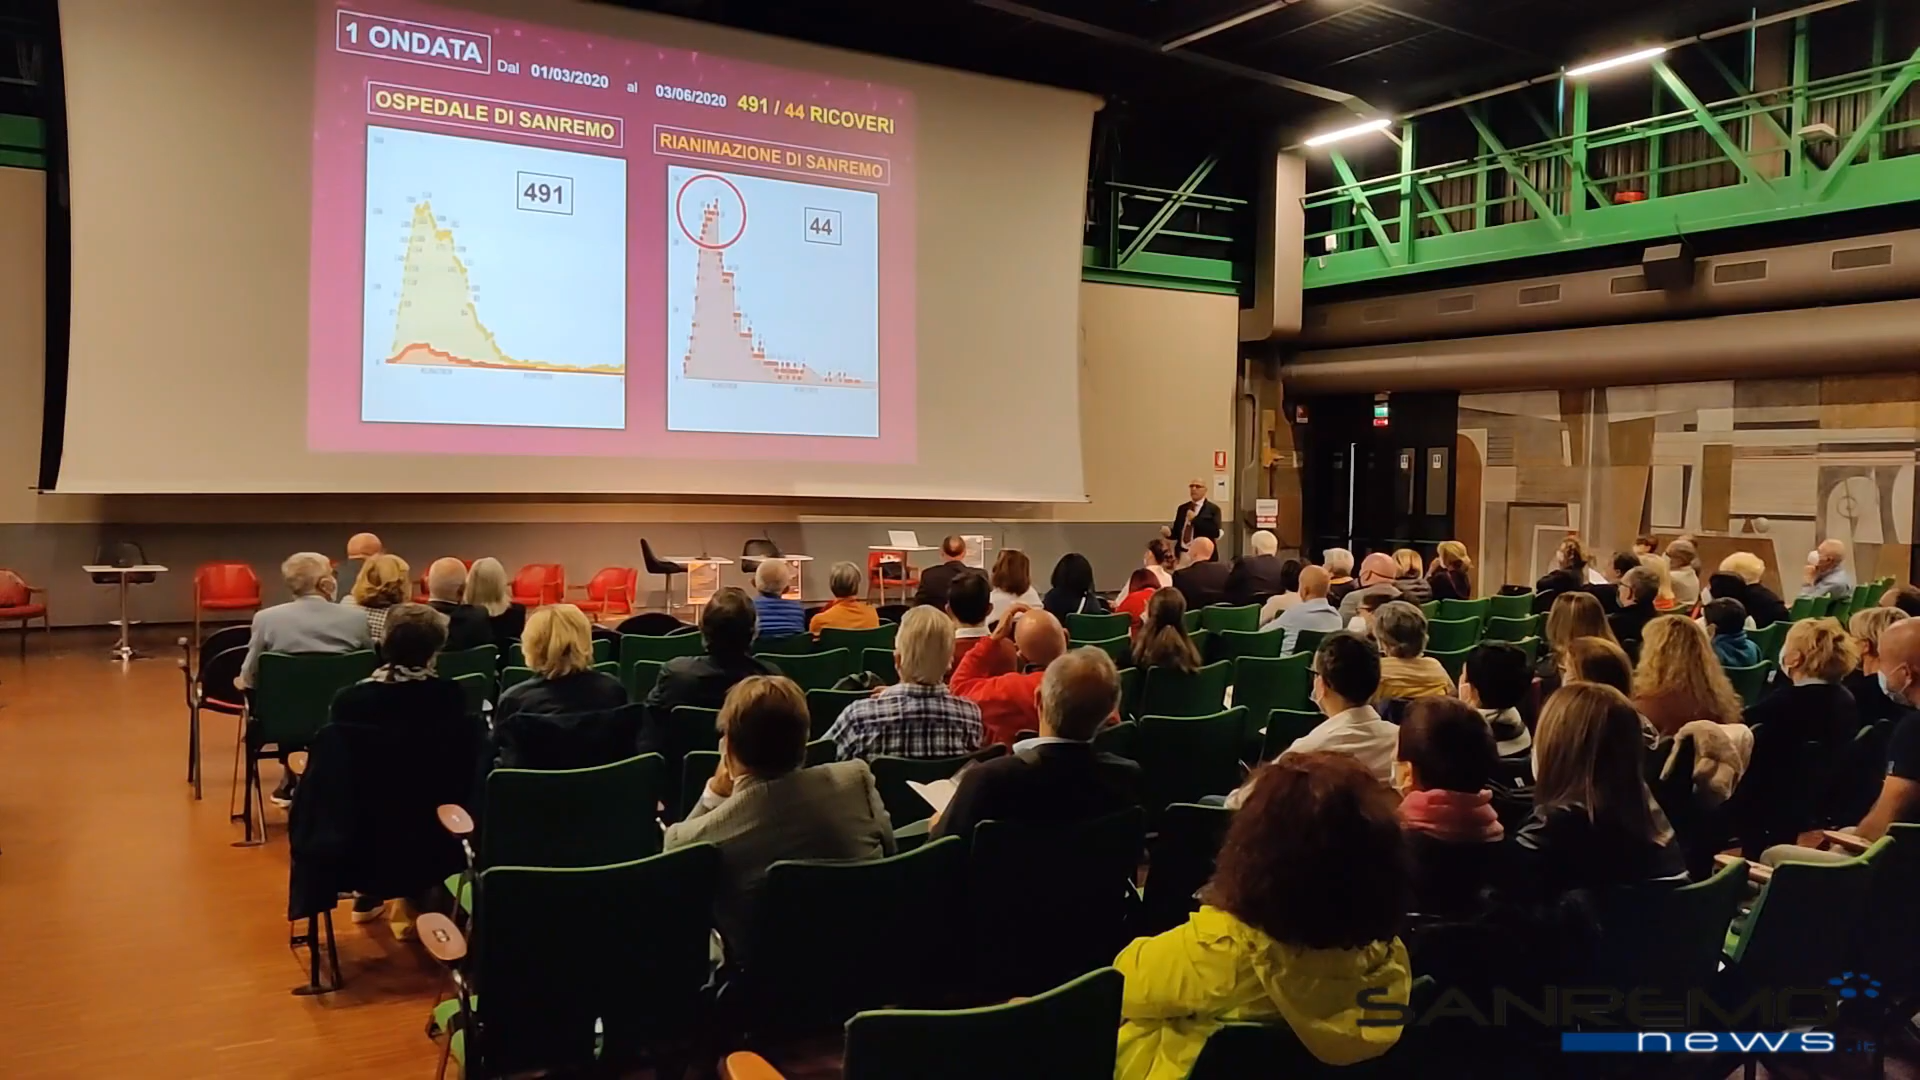 1 ONDATA
Dal 01/03/2020 al 03/06/2020 491 / 44 RICOVERI
OSPEDALE DI SANREMO
RIANIMAZIONE DI SANREMO
491
44
SANREMO
news.it